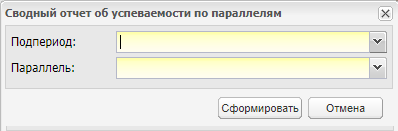 Сводный отчет об успеваемости по параллелям
Подпериод:
Параллель:
Сформировать Отмена